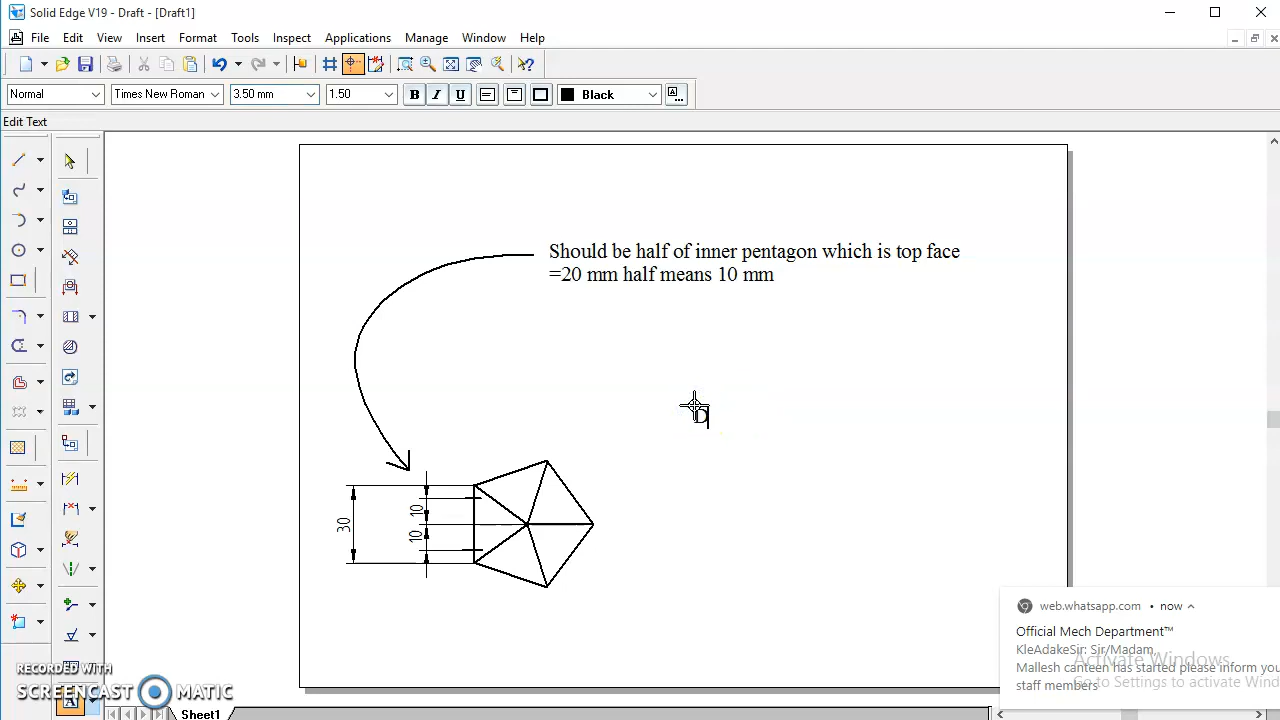 Solid Edge V19 - Draft - [Draft1]
File Edit View Insert Format Tools Inspect Applications Manage Window Help
Normal Times New Roman 3.50 mm 1.50 B I U Black
Edit Text
Should be half of inner pentagon which is top face
=20 mm half means 10 mm
D
30
10
10
web.whatsapp.com • now
Official Mech Department™
KleAdakeSir: Sir/Madam,
Mallesh canteen has started please inform you
staff members
Activate Windows
Go to Settings to activate Wind
RECORDED WITH
SCREENCAST MATIC
A
Sheet1